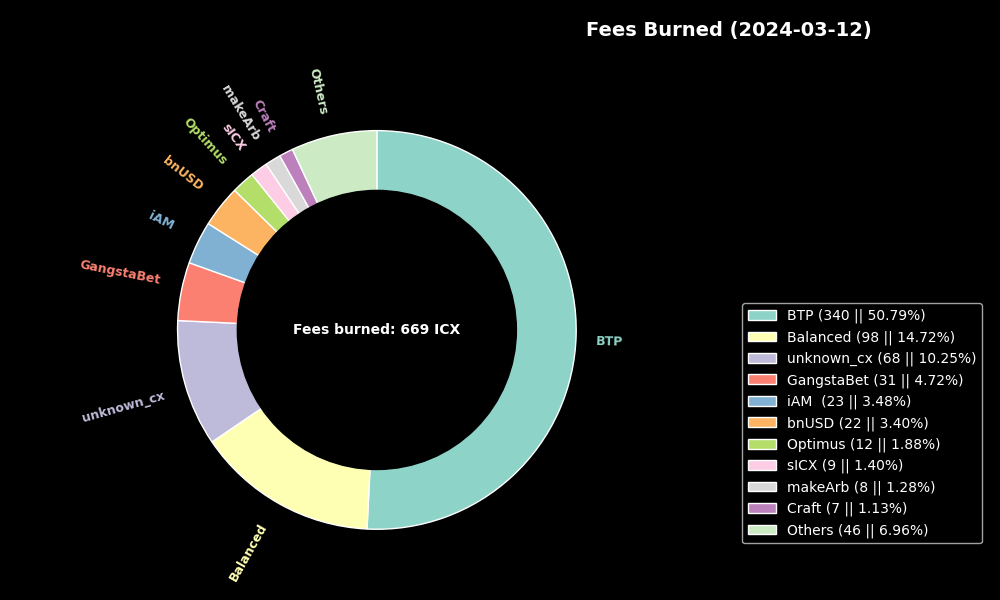 Fees Burned (2024-03-12)
Others
Craft
makeArb
sICX
Optimus
bnUSD
iAM
GangstaBet
unknown_cx
Balanced
BTP
Fees burned: 669 ICX
BTP (340 || 50.79%)
Balanced (98 || 14.72%)
unknown_cx (68 || 10.25%)
GangstaBet (31 || 4.72%)
iAM  (23 || 3.48%)
bnUSD (22 || 3.40%)
Optimus (12 || 1.88%)
sICX (9 || 1.40%)
makeArb (8 || 1.28%)
Craft (7 || 1.13%)
Others (46 || 6.96%)